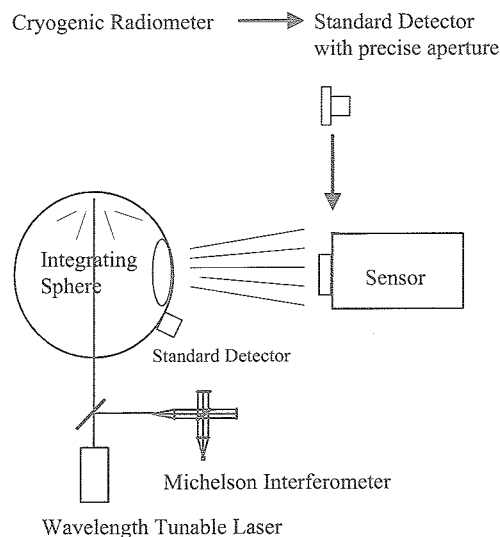 Cryogenic Radiometer
Standard Detector
with precise aperture
Integrating
Sphere
Sensor
Standard Detector
Michelson Interferometer
Wavelength Tunable Laser